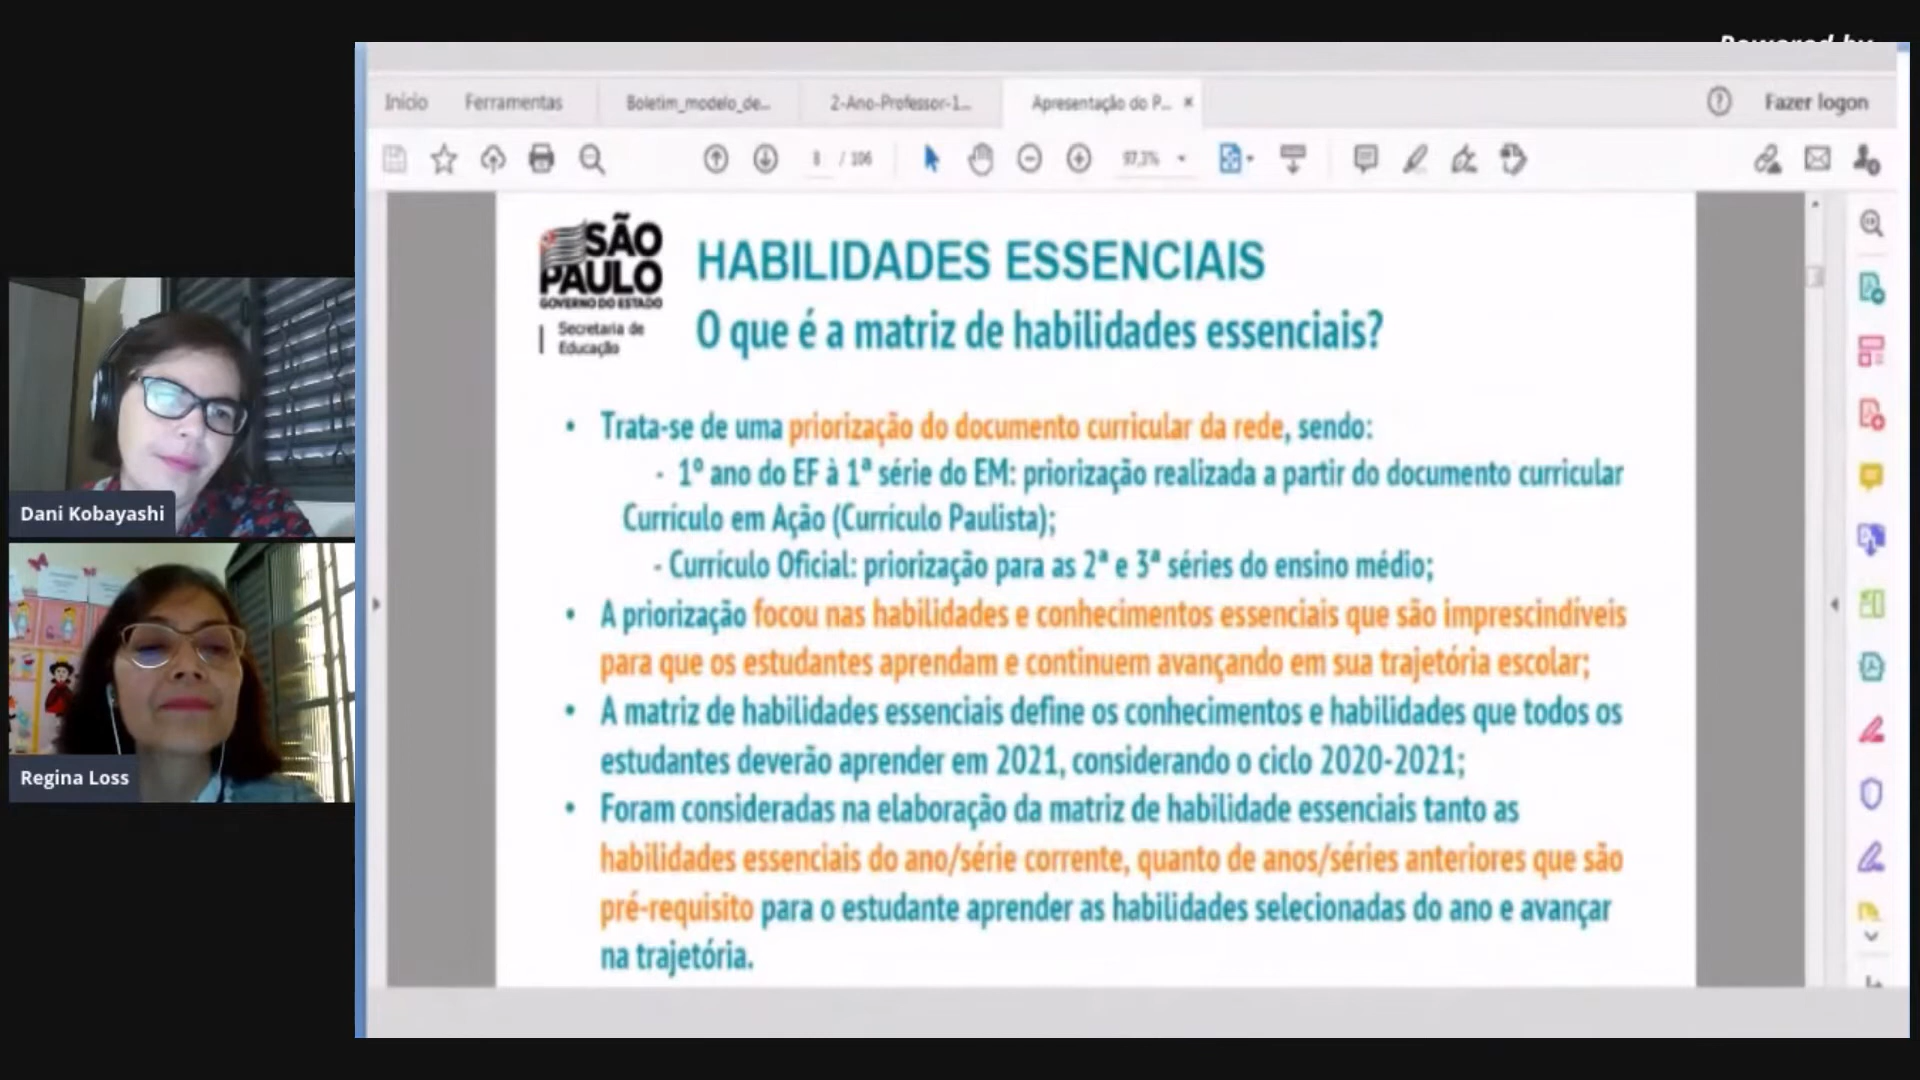 Powered by
Início Ferramentas Boletim_modelo_de... 2-Ano-Professor-1... Apresentação do P... × Fazer logon
8 / 106 97,3%
SÃO
PAULO
GOVERNO DO ESTADO
Secretaria de
Educação
HABILIDADES ESSENCIAIS
O que é a matriz de habilidades essenciais?
• Trata-se de uma priorização do documento curricular da rede, sendo:
- 1º ano do EF à 1ª série do EM: priorização realizada a partir do documento curricular
Currículo em Ação (Currículo Paulista);
- Currículo Oficial: priorização para as 2ª e 3ª séries do ensino médio;
• A priorização focou nas habilidades e conhecimentos essenciais que são imprescindíveis
para que os estudantes aprendam e continuem avançando em sua trajetória escolar;
• A matriz de habilidades essenciais define os conhecimentos e habilidades que todos os
estudantes deverão aprender em 2021, considerando o ciclo 2020-2021;
• Foram consideradas na elaboração da matriz de habilidade essenciais tanto as
habilidades essenciais do ano/série corrente, quanto de anos/séries anteriores que são
pré-requisito para o estudante aprender as habilidades selecionadas do ano e avançar
na trajetória.
Dani Kobayashi
Regina Loss